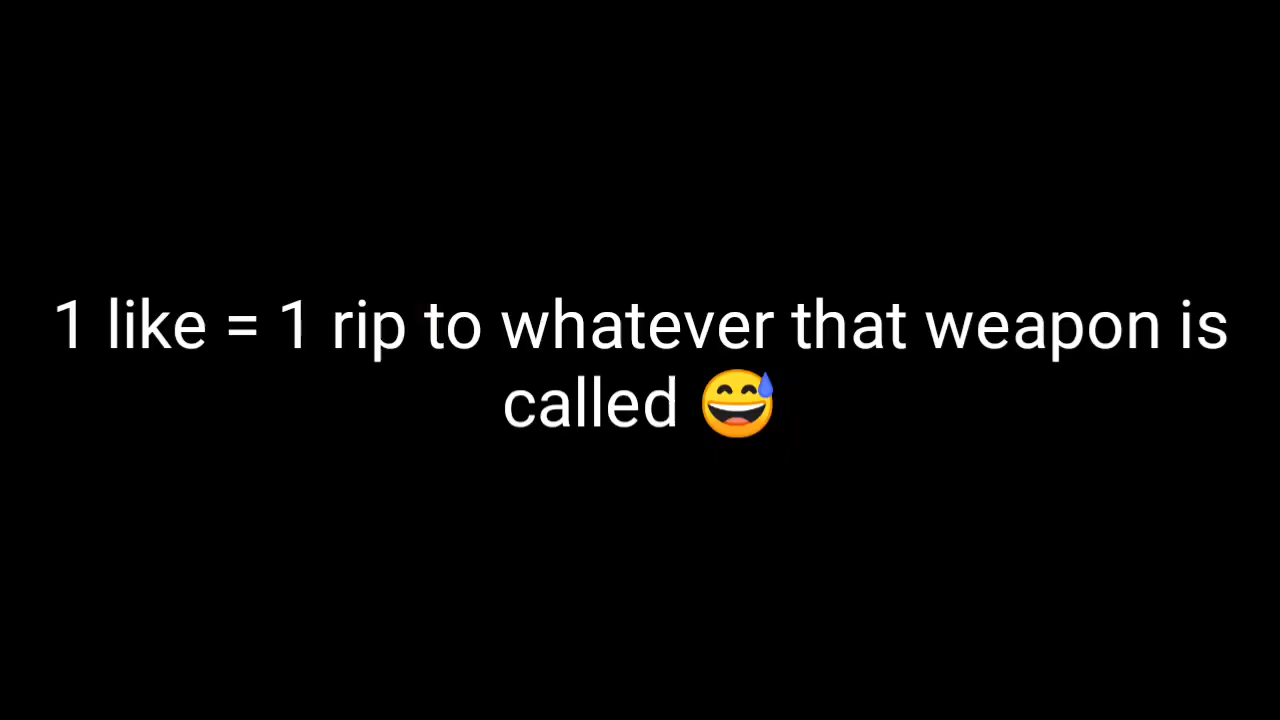 1 like = 1 rip to whatever that weapon is
called 😅